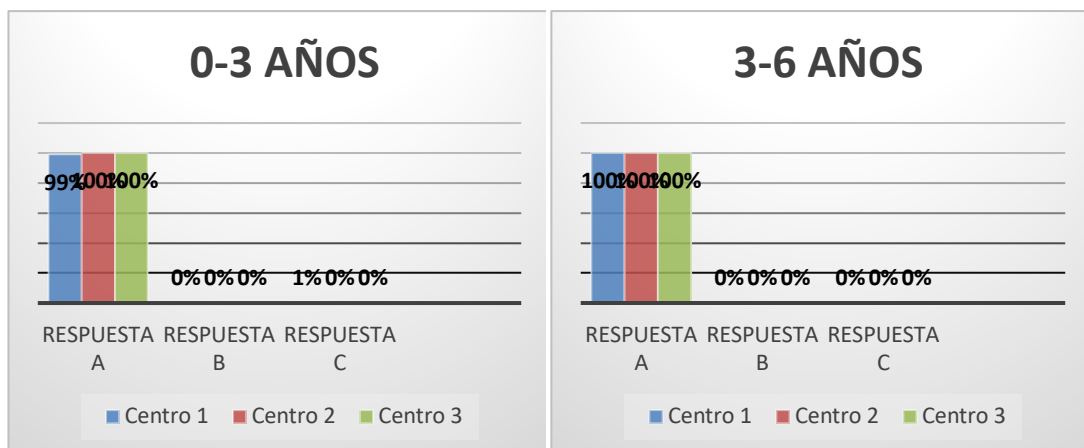 0-3 AÑOS
99% 100% 100%
0% 0% 0%
1% 0% 0%
RESPUESTA A
RESPUESTA B
RESPUESTA C
Centro 1 Centro 2 Centro 3
3-6 AÑOS
100% 100% 100%
0% 0% 0%
0% 0% 0%
RESPUESTA A
RESPUESTA B
RESPUESTA C
Centro 1 Centro 2 Centro 3